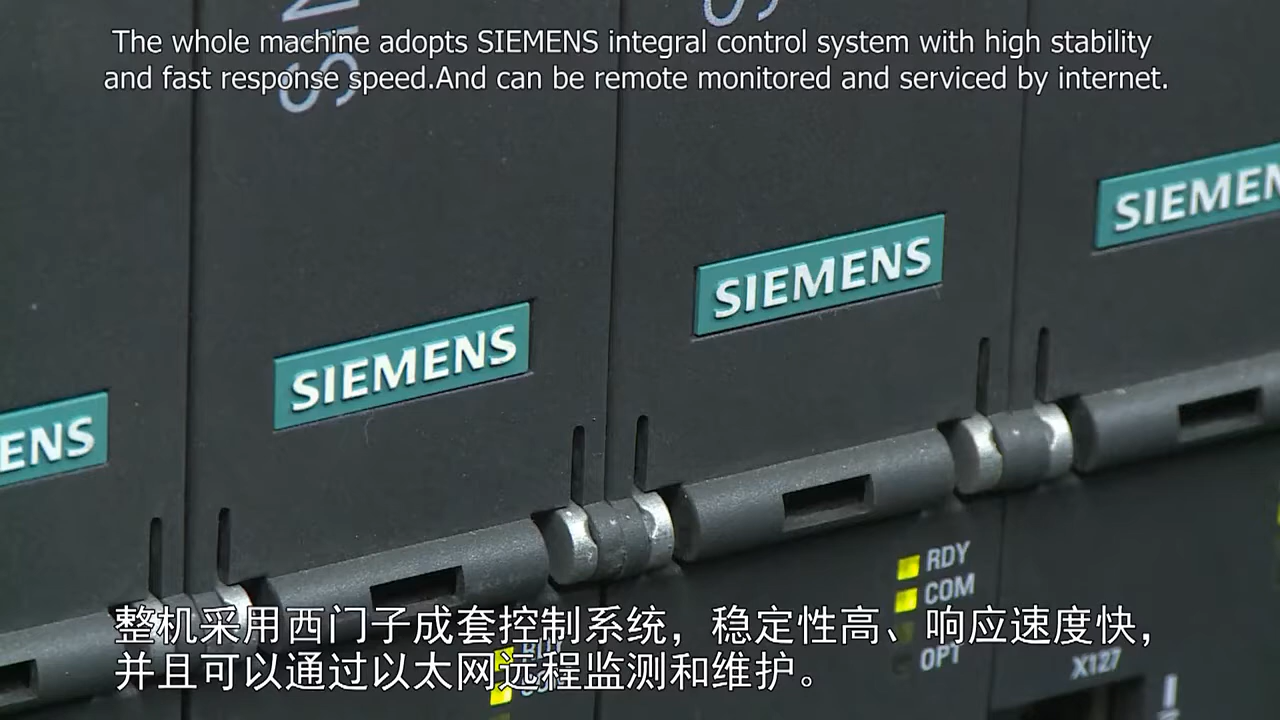 The whole machine adopts SIEMENS integral control system with high stability
and fast response speed.And can be remote monitored and serviced by internet.
SIEMEN
SIEMENS
SIEMENS
ENS
RDY
COM
OPT
X127
整机采用西门子成套控制系统，稳定性高、响应速度快，
并且可以通过以太网远程监测和维护。